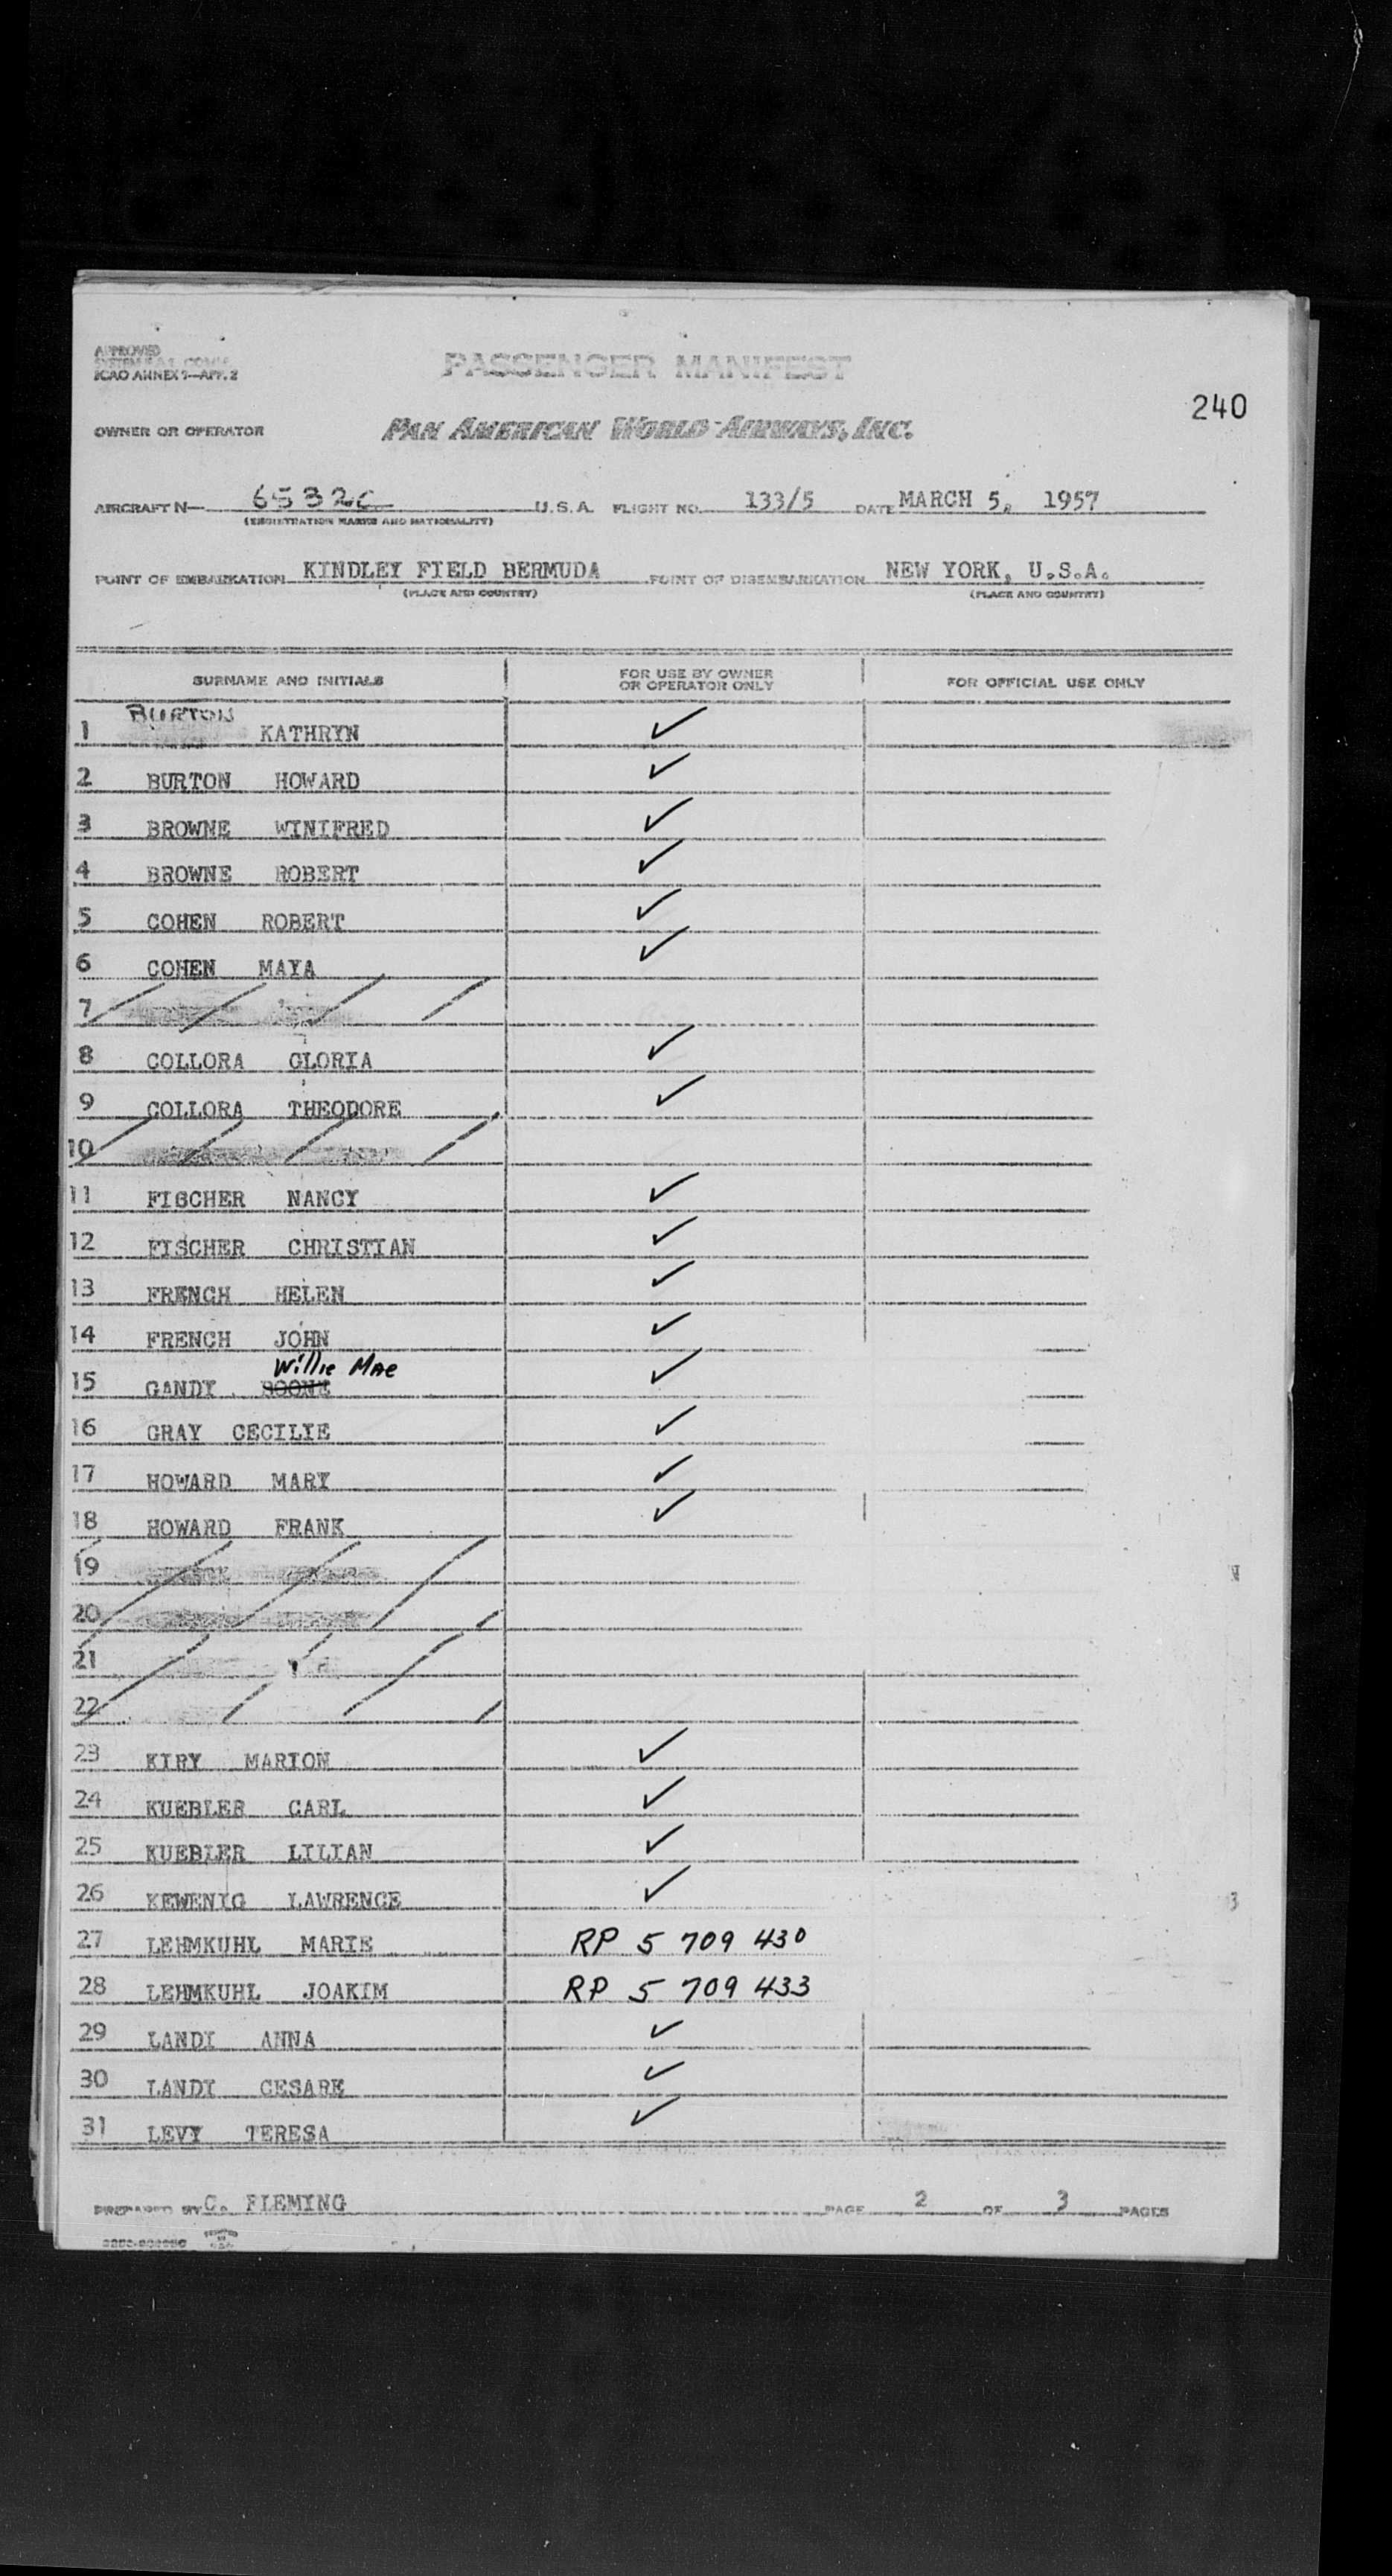 APPROVED
ICAO ANNEX 9—APP. 2
PASSENGER MANIFEST
240
OWNER OR OPERATOR PAN AMERICAN WORLD AIRWAYS, INC.
AIRCRAFT N— 65326 U.S.A. FLIGHT NO. 133/5 DATE MARCH 5, 1957
(REGISTRATION MARKS AND NATIONALITY)
POINT OF EMBARKATION KINDLEY FIELD BERMUDA POINT OF DISEMBARKATION NEW YORK, U.S.A.
(PLACE AND COUNTRY) (PLACE AND COUNTRY)
SURNAME AND INITIALS FOR USE BY OWNER OR OPERATOR ONLY FOR OFFICIAL USE ONLY
1 BURTON KATHRYN ✓
2 BURTON HOWARD ✓
3 BROWNE WINIFRED ✓
4 BROWNE ROBERT ✓
5 COHEN ROBERT ✓
6 COHEN MAYA ✓
7
8 COLLORA GLORIA ✓
9 COLLORA THEODORE ✓
10
11 FISCHER NANCY ✓
12 FISCHER CHRISTIAN ✓
13 FRENCH HELEN ✓
14 FRENCH JOHN ✓
Willie Mae
15 GANDY BOONE ✓
16 GRAY CECILIE ✓
17 HOWARD MARY ✓
18 HOWARD FRANK ✓
19
20
21
22
23 KIRY MARION ✓
24 KUEBLER CARL ✓
25 KUEBLER LILIAN ✓
26 KEWENIG LAWRENCE ✓
27 LEHMKUHL MARIE RP 5 709 430
28 LEHMKUHL JOAKIM RP 5 709 433
29 LANDI ANNA ✓
30 LANDI CESARE ✓
31 LEVY TERESA ✓
PREPARED BY C. FLEMING PAGE 2 OF 3 PAGES